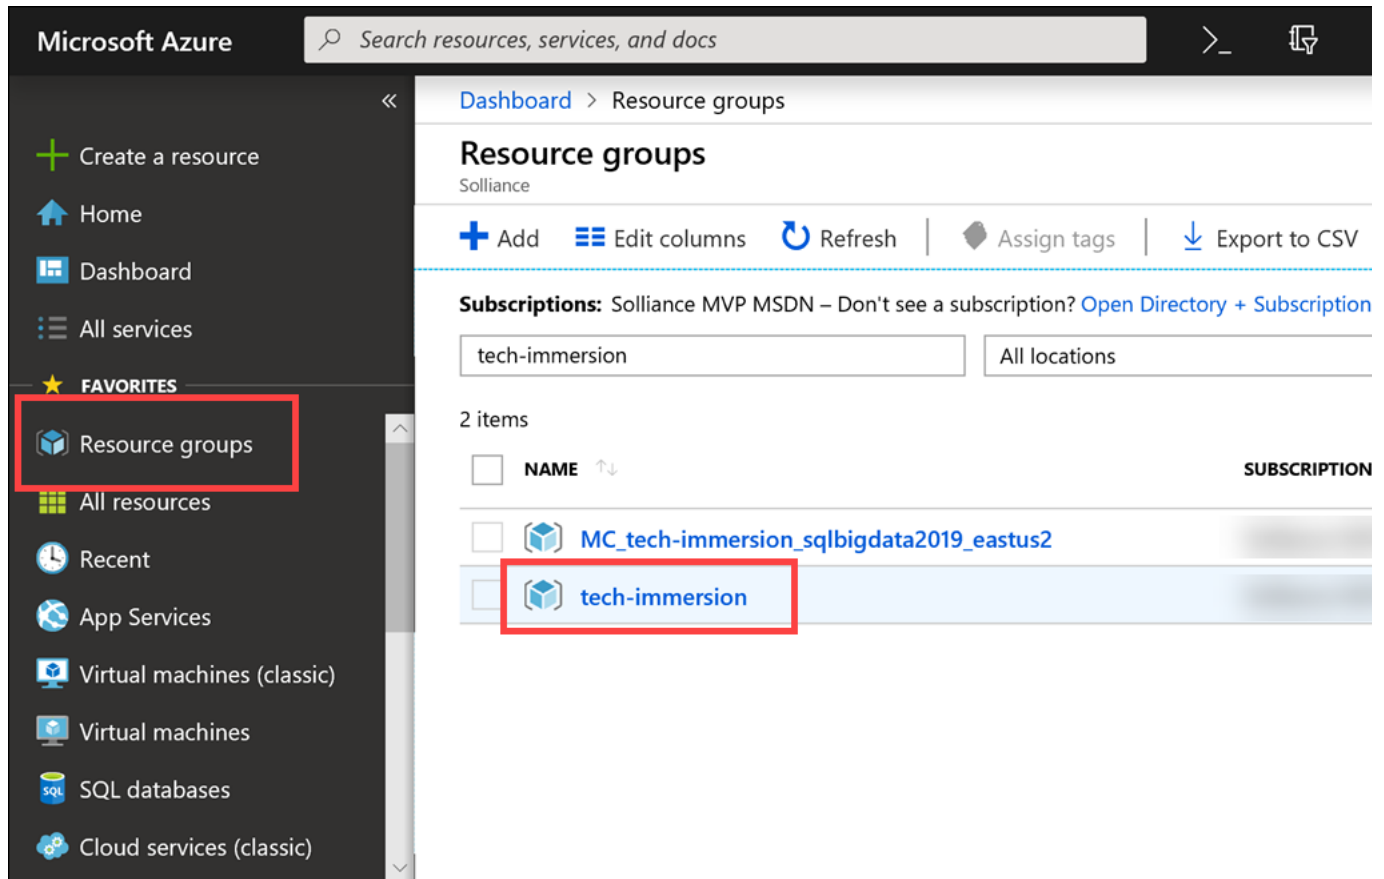 Microsoft Azure
Search resources, services, and docs
Create a resource
Home
Dashboard
All services
FAVORITES
Resource groups
All resources
Recent
App Services
Virtual machines (classic)
Virtual machines
SQL
SQL databases
Cloud services (classic)
Dashboard > Resource groups
Resource groups
Solliance
Add Edit columns Refresh Assign tags Export to CSV
Subscriptions: Solliance MVP MSDN – Don't see a subscription? Open Directory + Subscription
tech-immersion All locations
2 items
NAME SUBSCRIPTION
MC_tech-immersion_sqlbigdata2019_eastus2
tech-immersion